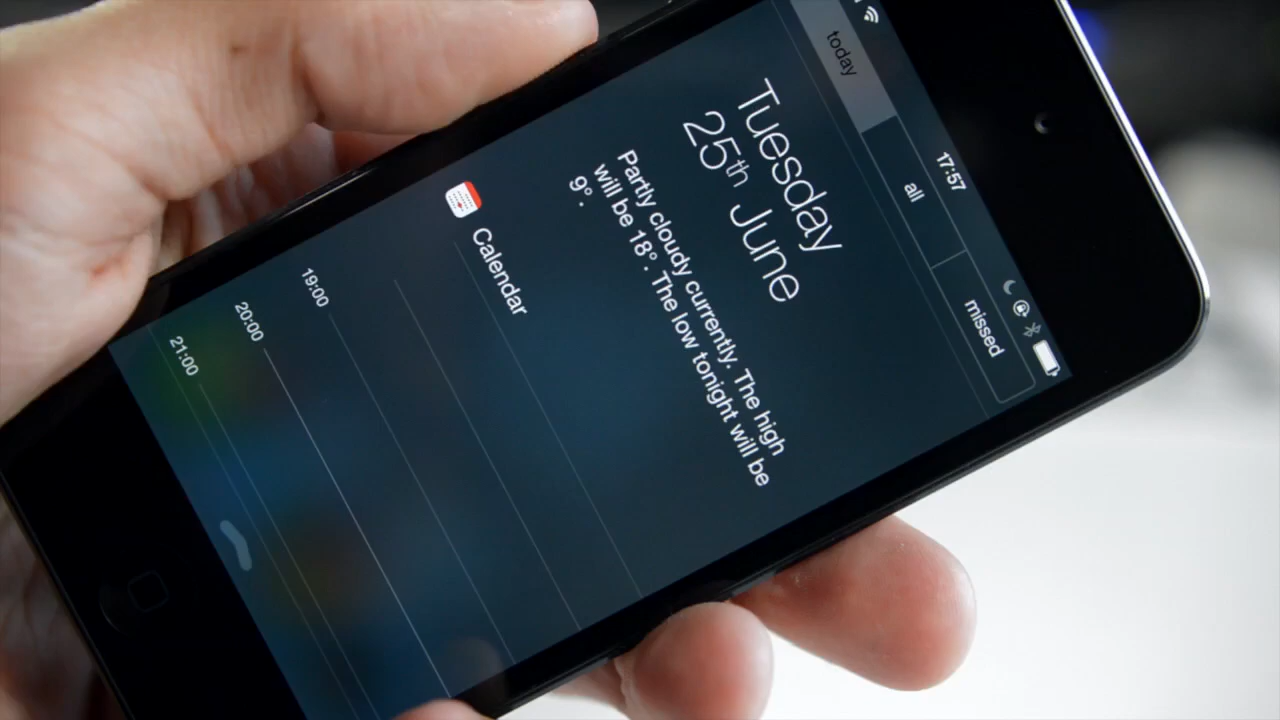 17:57
today
all
missed
Tuesday
25th June
Partly cloudy currently. The high
will be 18°. The low tonight will be
9°.
Calendar
19:00
20:00
21:00